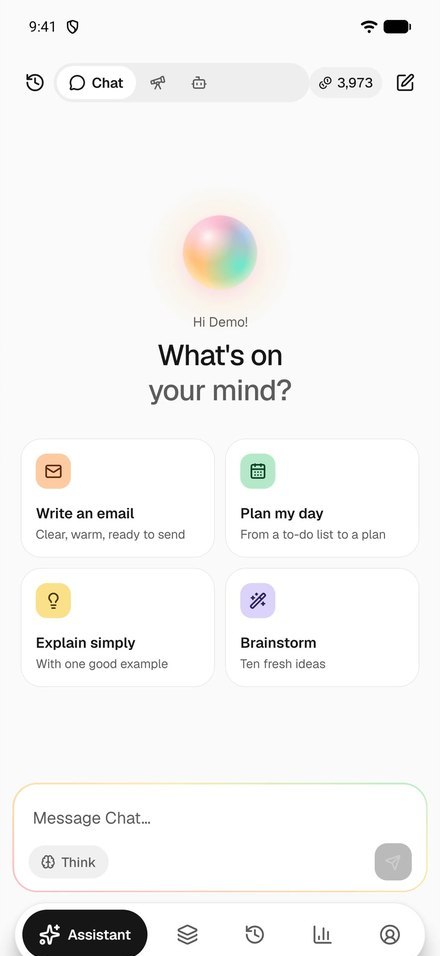 9:41
Chat
3,973
Hi Demo!
What's on
your mind?
Write an email
Clear, warm, ready to send
Plan my day
From a to-do list to a plan
Explain simply
With one good example
Brainstorm
Ten fresh ideas
Message Chat...
Think
Assistant